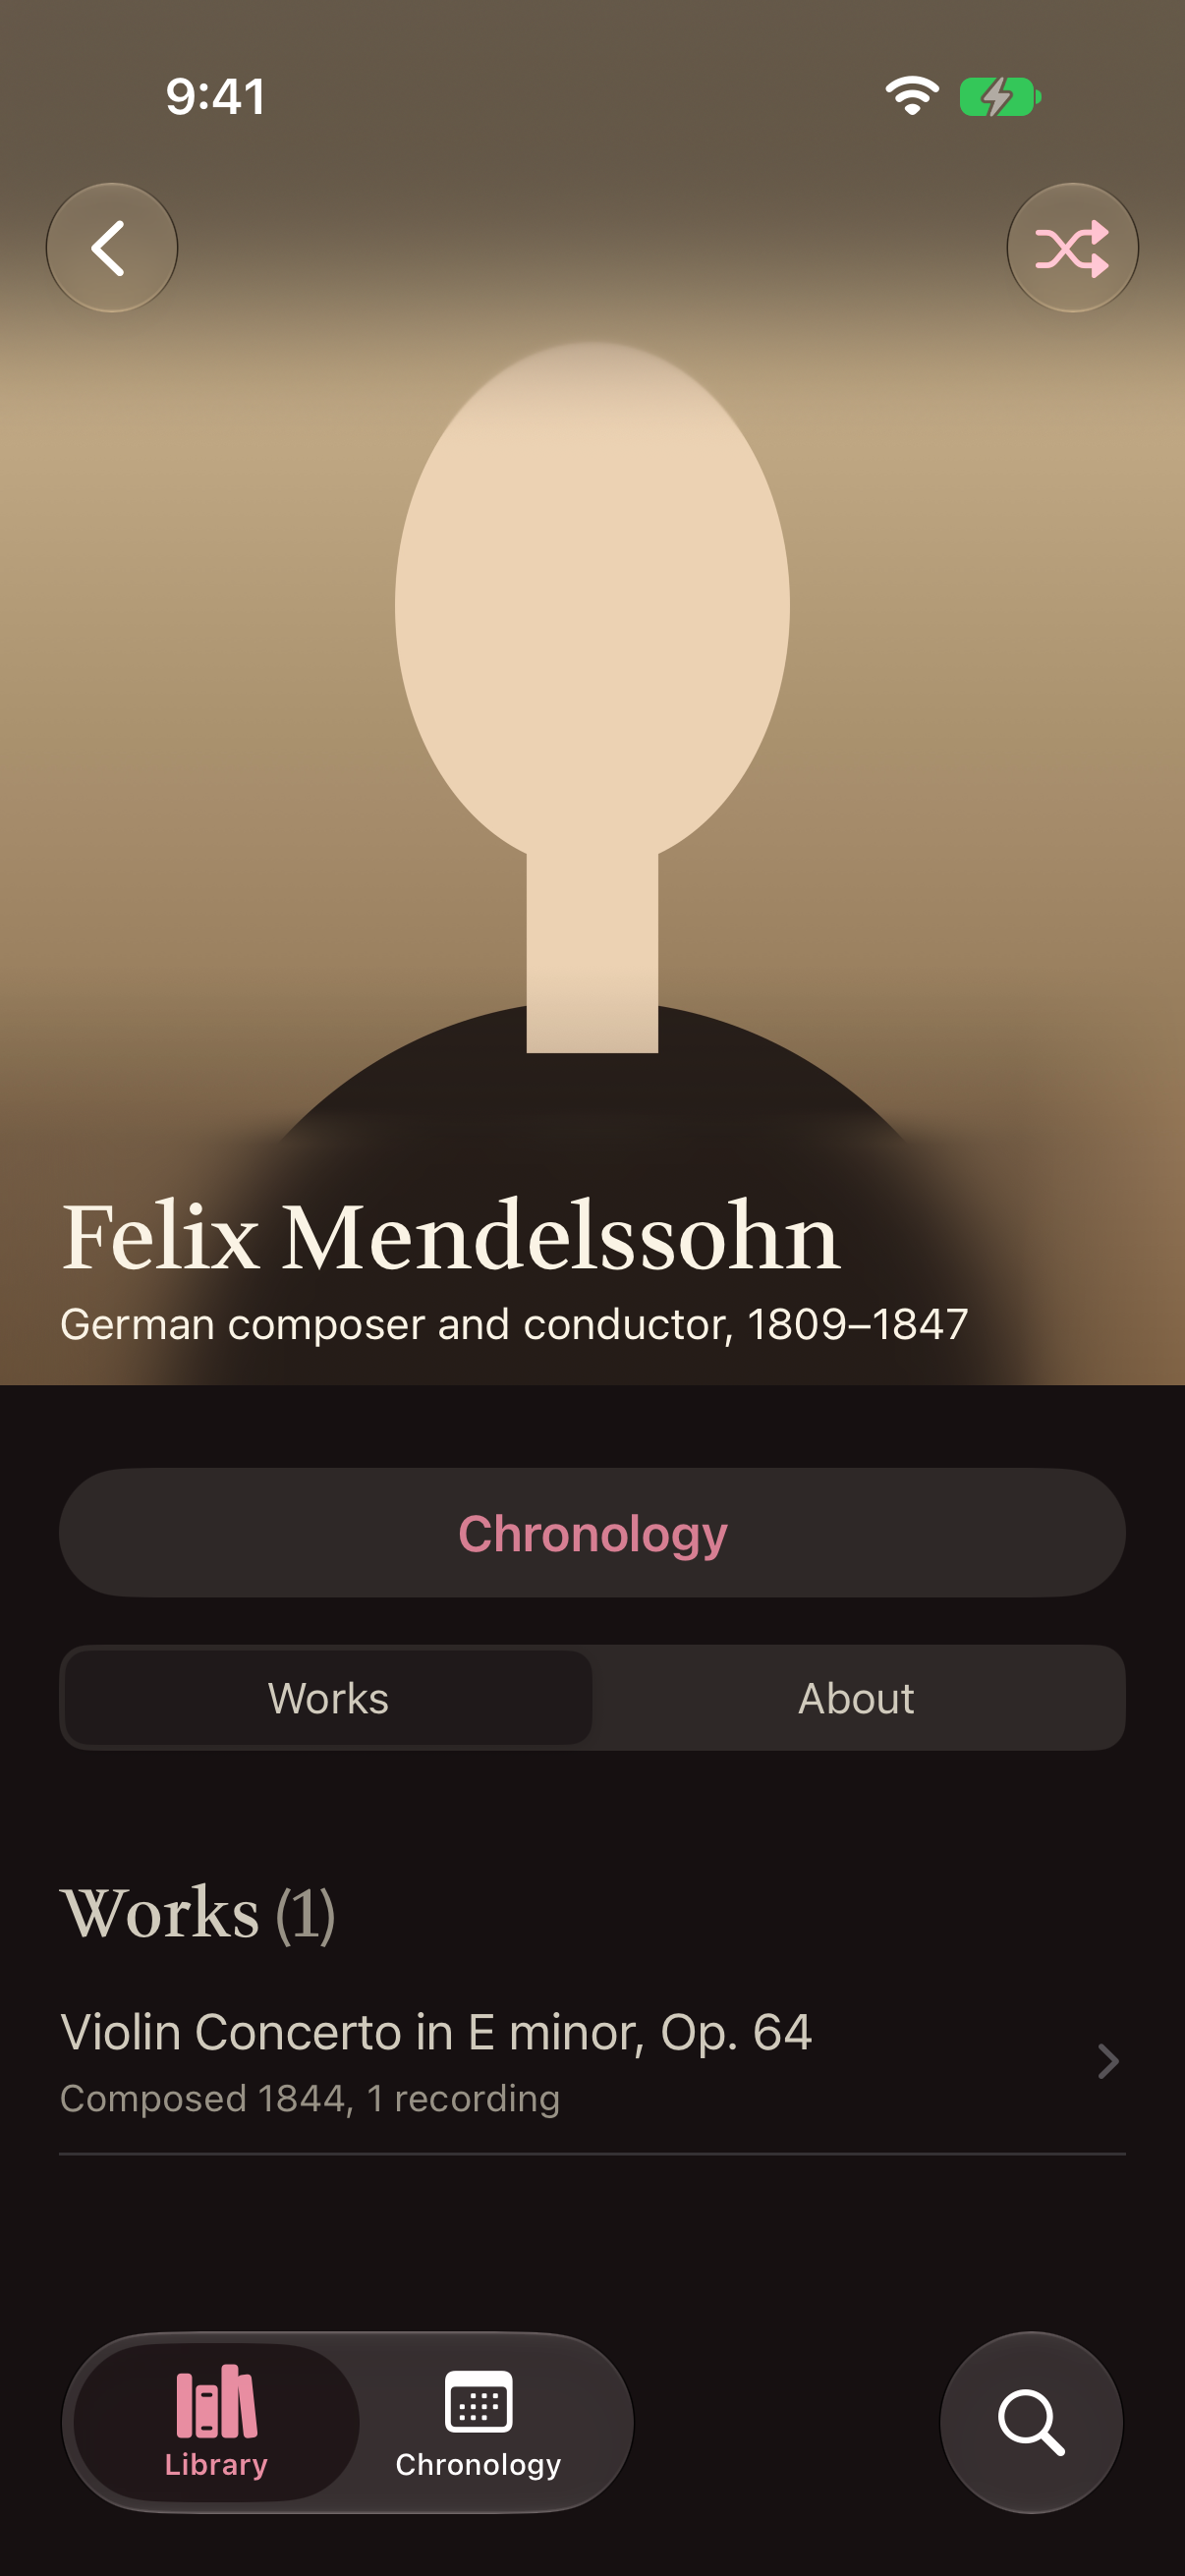 9:41
Felix Mendelssohn
German composer and conductor, 1809–1847
Chronology
Works
About
Works (1)
Violin Concerto in E minor, Op. 64
Composed 1844, 1 recording
Library
Chronology